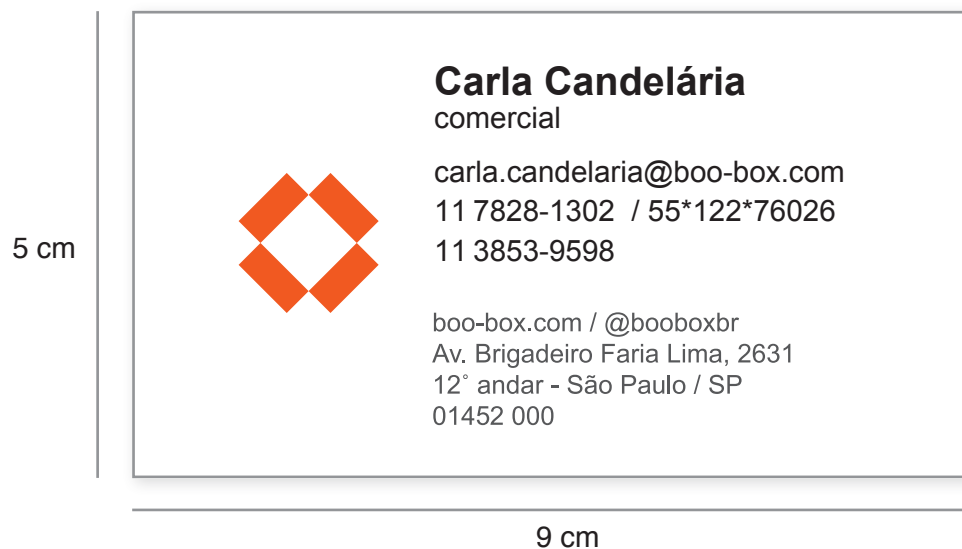 Carla Candelária
comercial
carla.candelaria@boo-box.com
11 7828-1302 / 55*122*76026
11 3853-9598
boo-box.com / @booboxbr
Av. Brigadeiro Faria Lima, 2631
12˚ andar - São Paulo / SP
01452 000
5 cm
9 cm